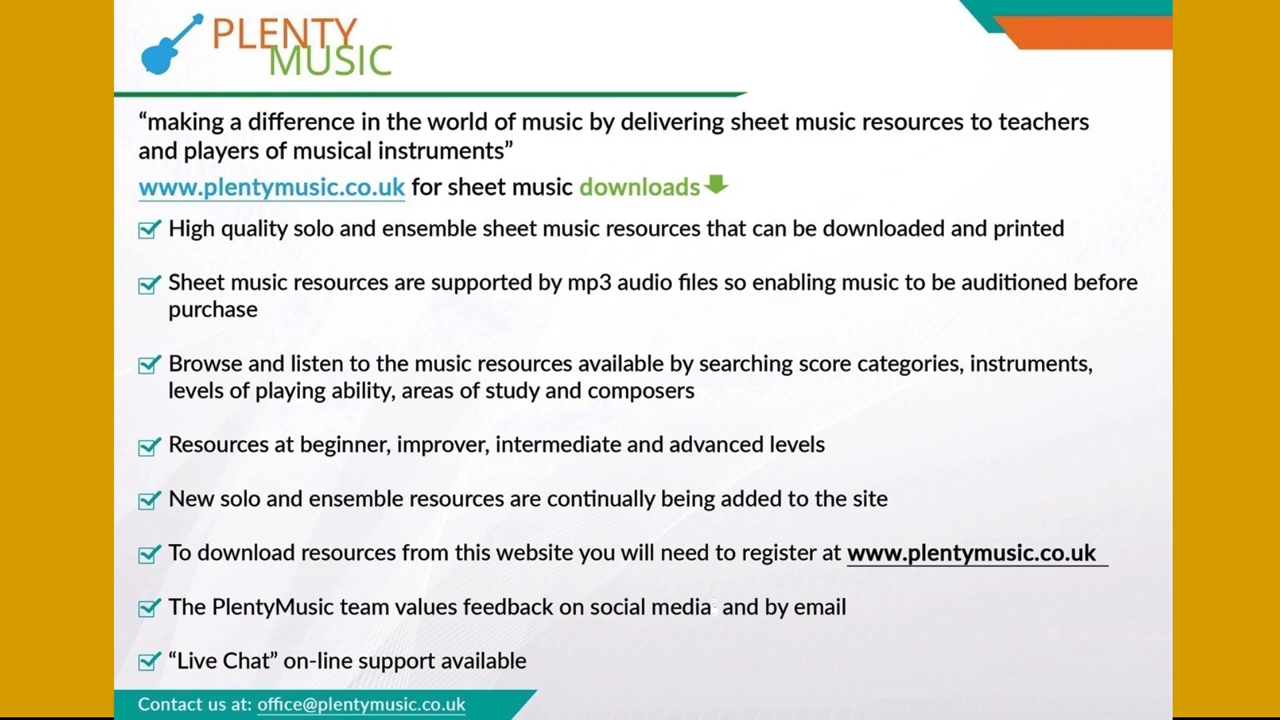 PLENTY
MUSIC
“making a difference in the world of music by delivering sheet music resources to teachers
and players of musical instruments”
www.plentymusic.co.uk for sheet music downloads
High quality solo and ensemble sheet music resources that can be downloaded and printed
Sheet music resources are supported by mp3 audio files so enabling music to be auditioned before
purchase
Browse and listen to the music resources available by searching score categories, instruments,
levels of playing ability, areas of study and composers
Resources at beginner, improver, intermediate and advanced levels
New solo and ensemble resources are continually being added to the site
To download resources from this website you will need to register at www.plentymusic.co.uk
The PlentyMusic team values feedback on social media and by email
“Live Chat” on-line support available
Contact us at: office@plentymusic.co.uk